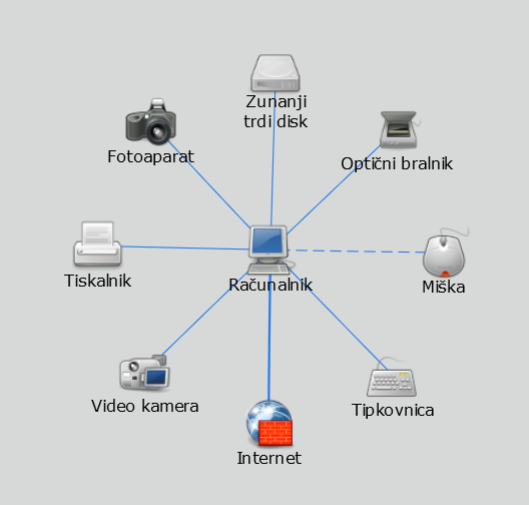 Zunanji
trdi disk
Fotoaparat
Optični bralnik
Tiskalnik
Računalnik
Miška
Video kamera
Tipkovnica
Internet